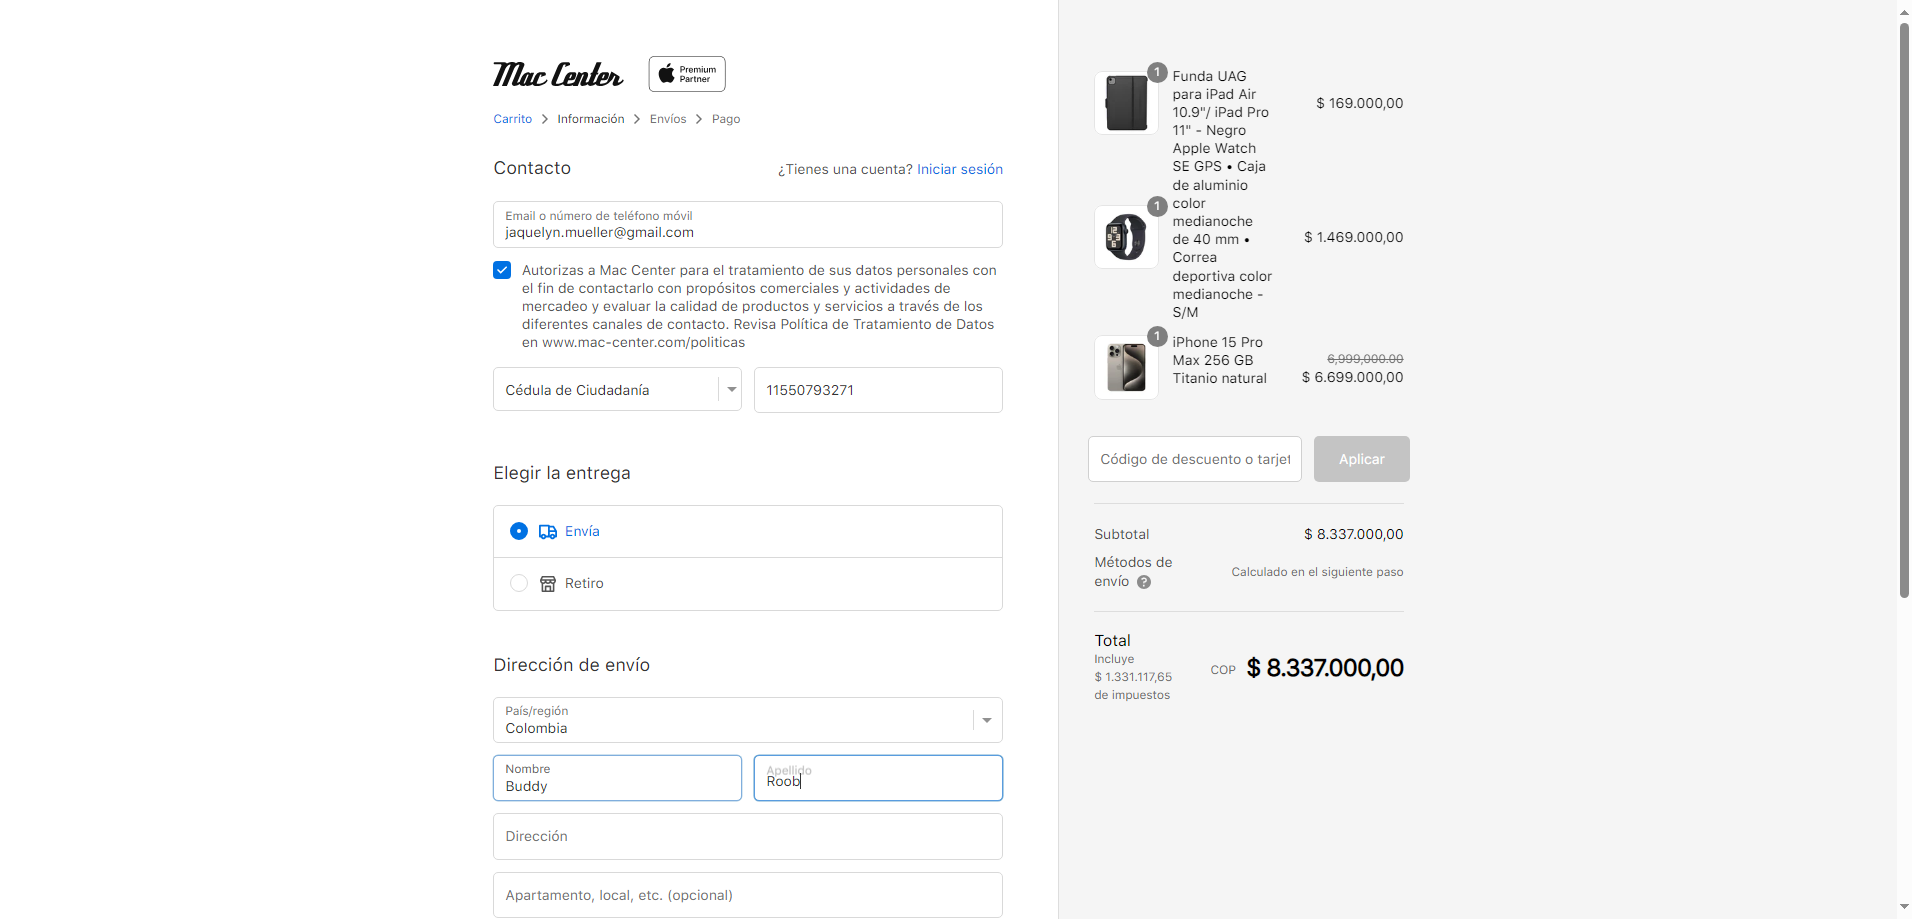 Mac Center
Premium
Partner
Carrito > Información > Envíos > Pago
Contacto
¿Tienes una cuenta? Iniciar sesión
Email o número de teléfono móvil
jaquelyn.mueller@gmail.com
Autorizas a Mac Center para el tratamiento de sus datos personales con
el fin de contactarlo con propósitos comerciales y actividades de
mercadeo y evaluar la calidad de productos y servicios a través de los
diferentes canales de contacto. Revisa Política de Tratamiento de Datos
en www.mac-center.com/politicas
Cédula de Ciudadanía
11550793271
Elegir la entrega
Envía
Retiro
Dirección de envío
País/región
Colombia
Nombre
Buddy
Apellido
Roob
Dirección
Apartamento, local, etc. (opcional)
1
Funda UAG
para iPad Air
10.9"/ iPad Pro
11" - Negro
$ 169.000,00
1
Apple Watch
SE GPS • Caja
de aluminio
color
medianoche
de 40 mm •
Correa
deportiva color
medianoche -
S/M
$ 1.469.000,00
1
iPhone 15 Pro
Max 256 GB
Titanio natural
6,999,000.00
$ 6.699.000,00
Código de descuento o tarjet
Aplicar
Subtotal
$ 8.337.000,00
Métodos de
envío ?
Calculado en el siguiente paso
Total
Incluye
$ 1.331.117,65
de impuestos
COP $ 8.337.000,00